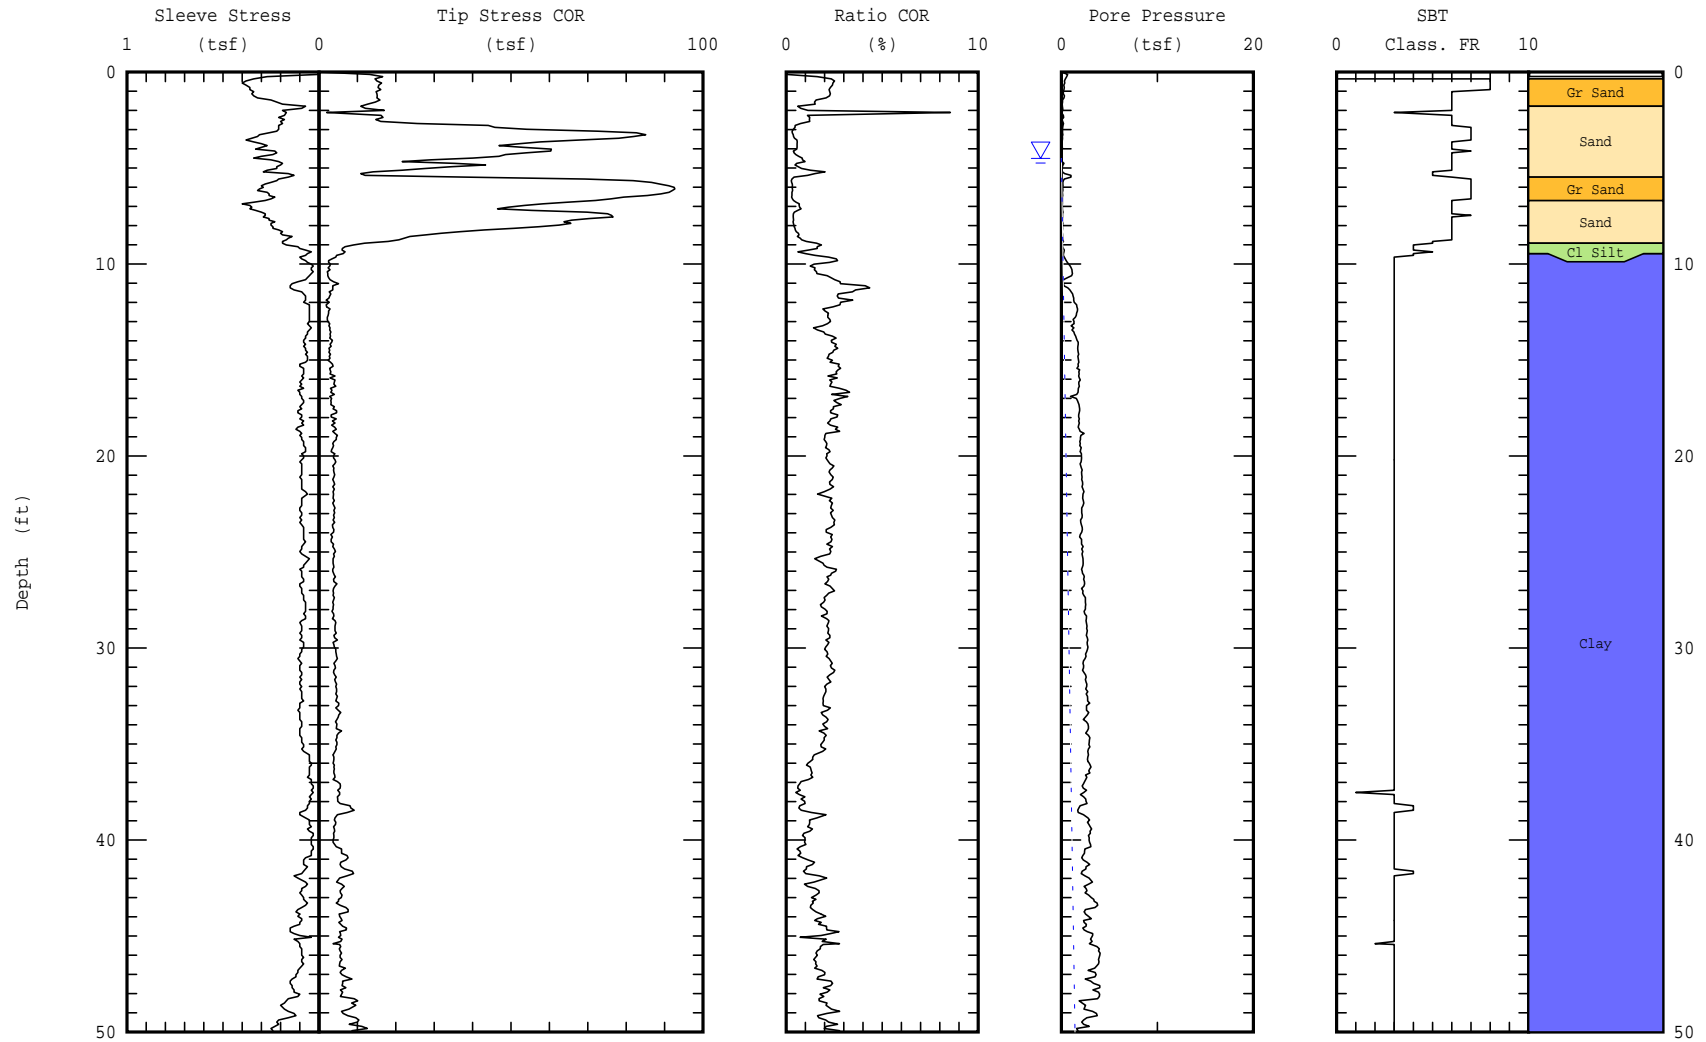 Sleeve Stress Tip Stress COR Ratio COR Pore Pressure SBT
1 (tsf) 0 (tsf) 100 0 (%) 10 0 (tsf) 20 0 Class. FR 10
0 0
Gr Sand
Sand
Gr Sand
Sand
Cl Silt
10 10
20 20
Depth (ft)
30 30
Clay
40 40
50 50